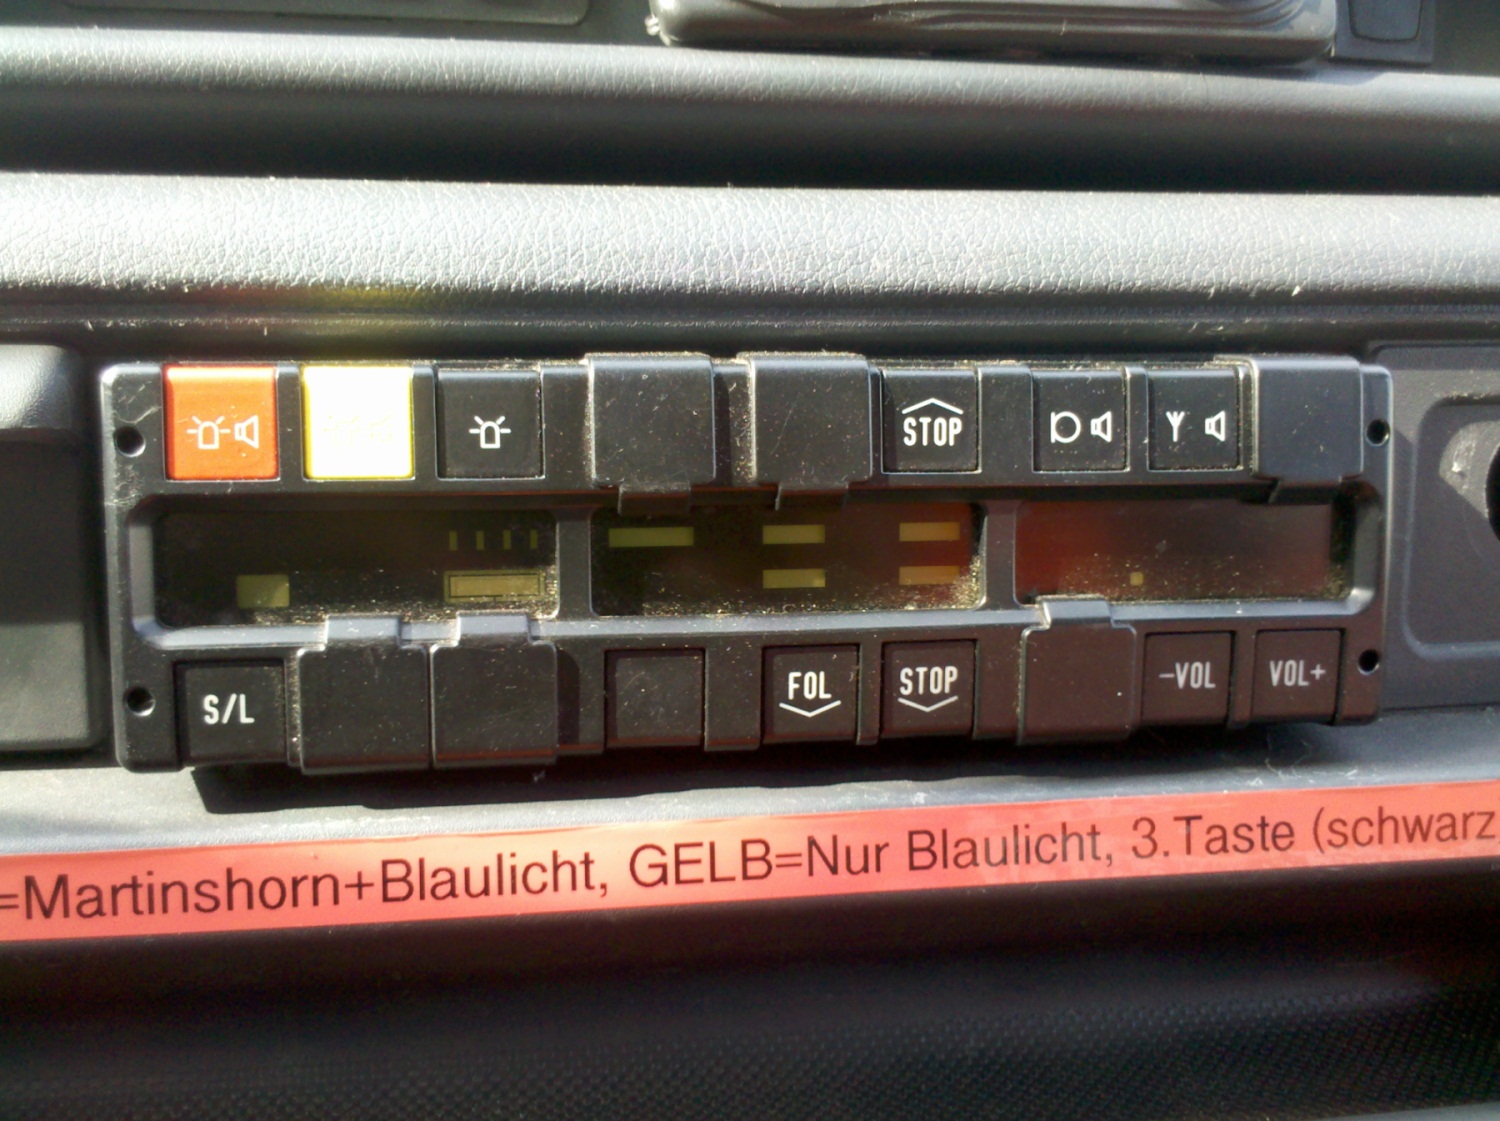 STOP
S/L
FOL
STOP
-VOL
VOL+
=Martinshorn+Blaulicht, GELB=Nur Blaulicht, 3.Taste (schwarz